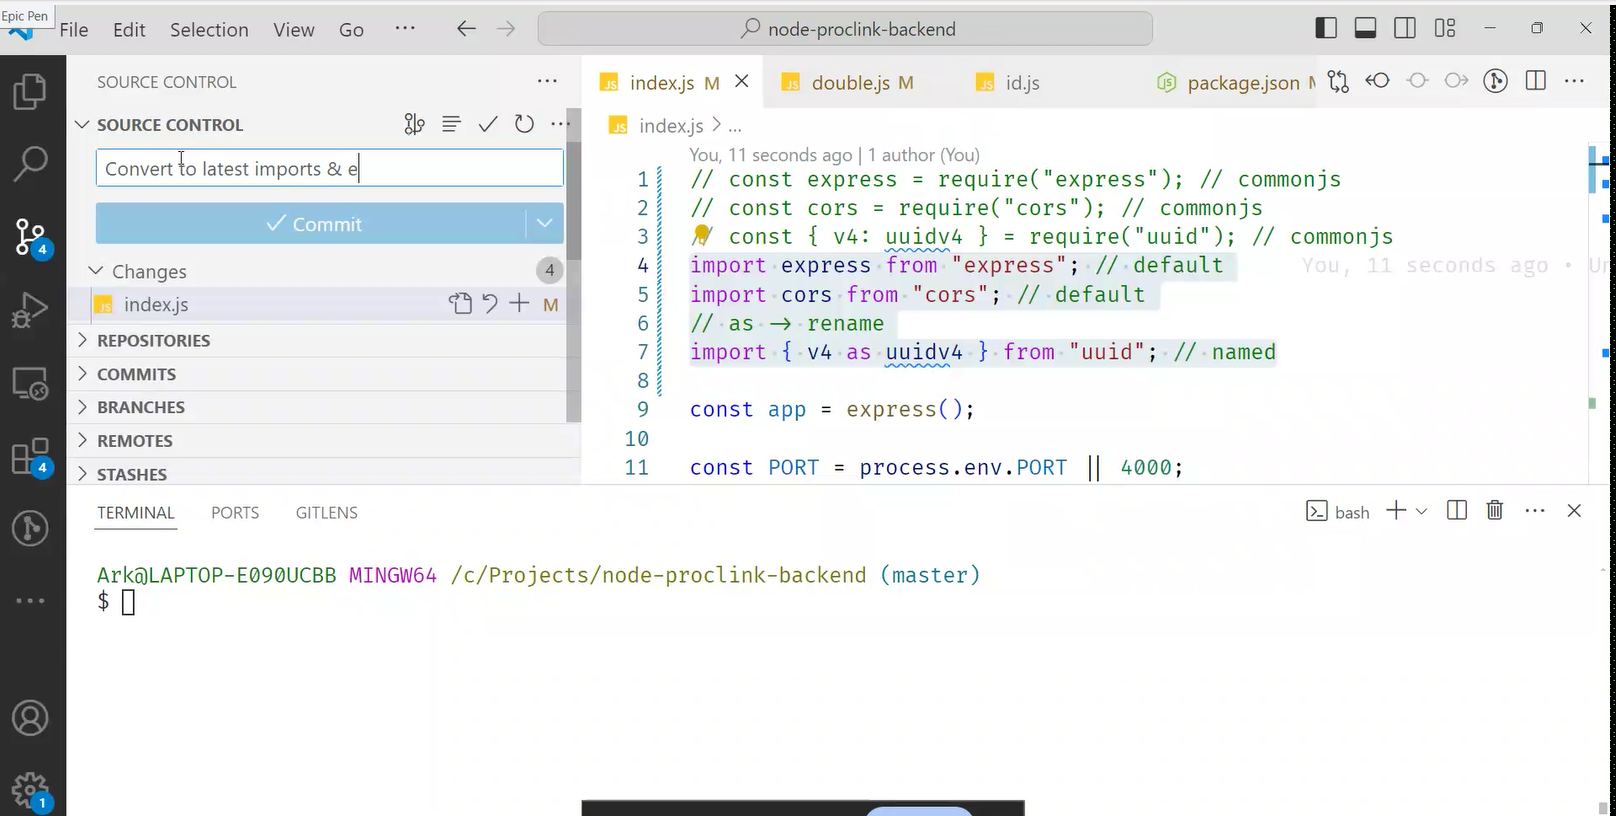 Epic Pen
File Edit Selection View Go ... node-proclink-backend
SOURCE CONTROL ...
SOURCE CONTROL ...
Convert to latest imports & e
Commit
Changes 4
index.js M
REPOSITORIES
COMMITS
BRANCHES
REMOTES
STASHES
4
4
1
index.js M
double.js M
id.js
package.json
index.js > ...
You, 11 seconds ago | 1 author (You)
1 // const express = require("express"); // commonjs
2 // const cors = require("cors"); // commonjs
3 // const { v4: uuidv4 } = require("uuid"); // commonjs
4 import express from "express"; // default You, 11 seconds ago • Un
5 import cors from "cors"; // default
6 // as → rename
7 import { v4 as uuidv4 } from "uuid"; // named
8
9 const app = express();
10
11 const PORT = process.env.PORT || 4000;
TERMINAL PORTS GITLENS
bash
Ark@LAPTOP-E090UCBB MINGW64 /c/Projects/node-proclink-backend (master)
$